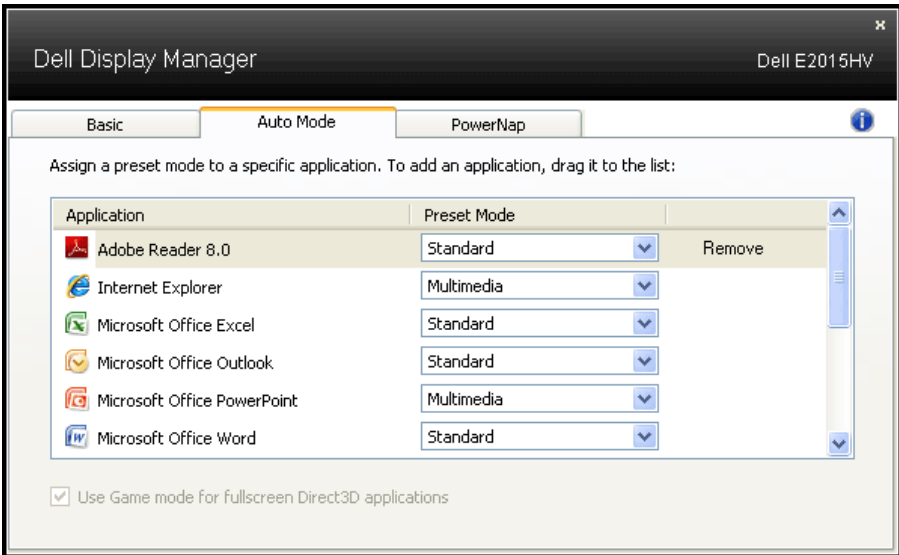 x
Dell Display Manager
Dell E2015HV
Basic
Auto Mode
PowerNap
i
Assign a preset mode to a specific application. To add an application, drag it to the list:
Application Preset Mode
Adobe Reader 8.0 Standard Remove
Internet Explorer Multimedia
Microsoft Office Excel Standard
Microsoft Office Outlook Standard
Microsoft Office PowerPoint Multimedia
Microsoft Office Word Standard
Use Game mode for fullscreen Direct3D applications